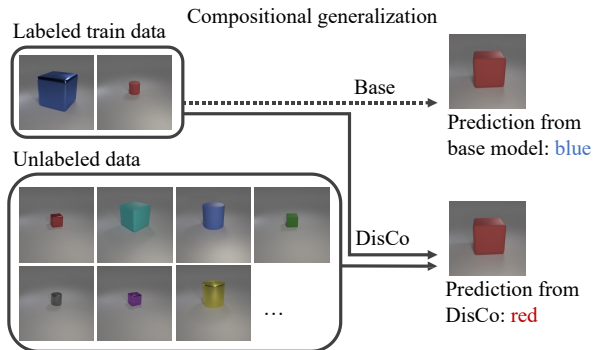 Compositional generalization
Labeled train data
Base
Prediction from
base model: blue
Unlabeled data
DisCo
...
Prediction from
DisCo: red